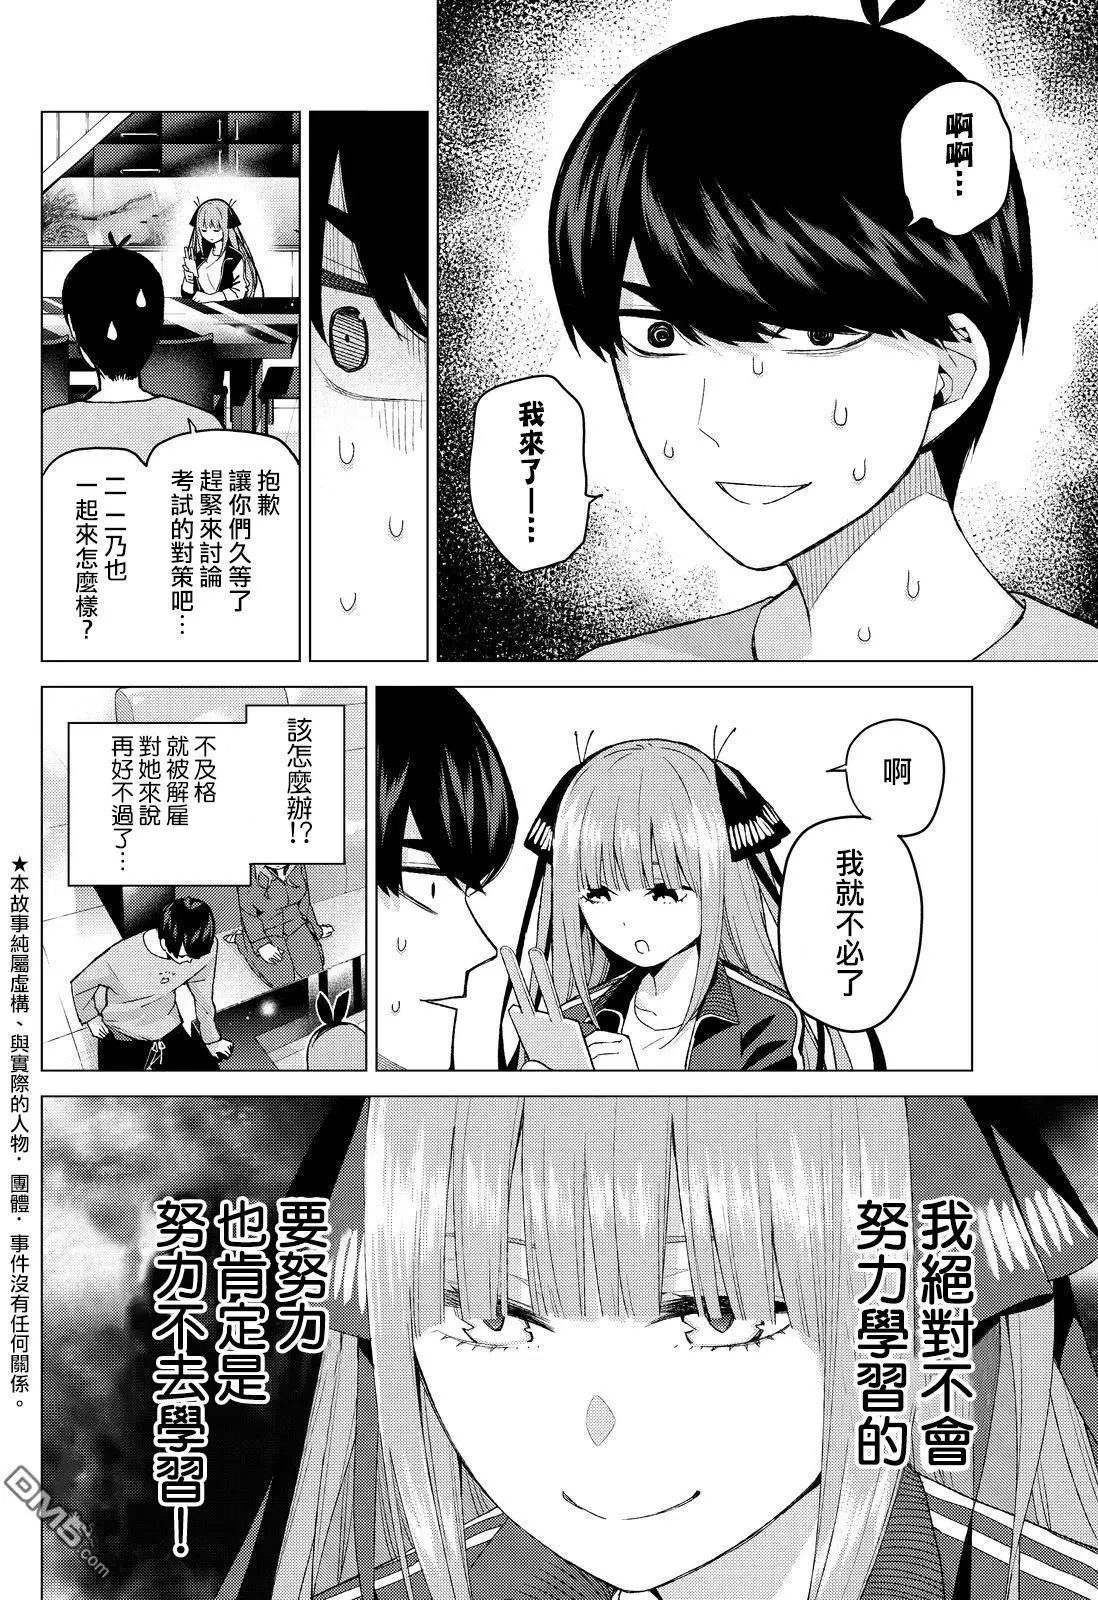 啊啊…
我來了—…
抱歉
讓你們久等了
趕緊來討論
考試的對策吧…
二—二乃也
一起來怎麼樣?
啊
我就不必了
該怎麼辦!?
不及格
就被解雇
對她來說
再好不過了…
我絕對不會
努力學習的
要努力
也肯定是
努力不去學習!
★本故事純屬虛構、與實際的人物・團體・事件沒有任何關係。